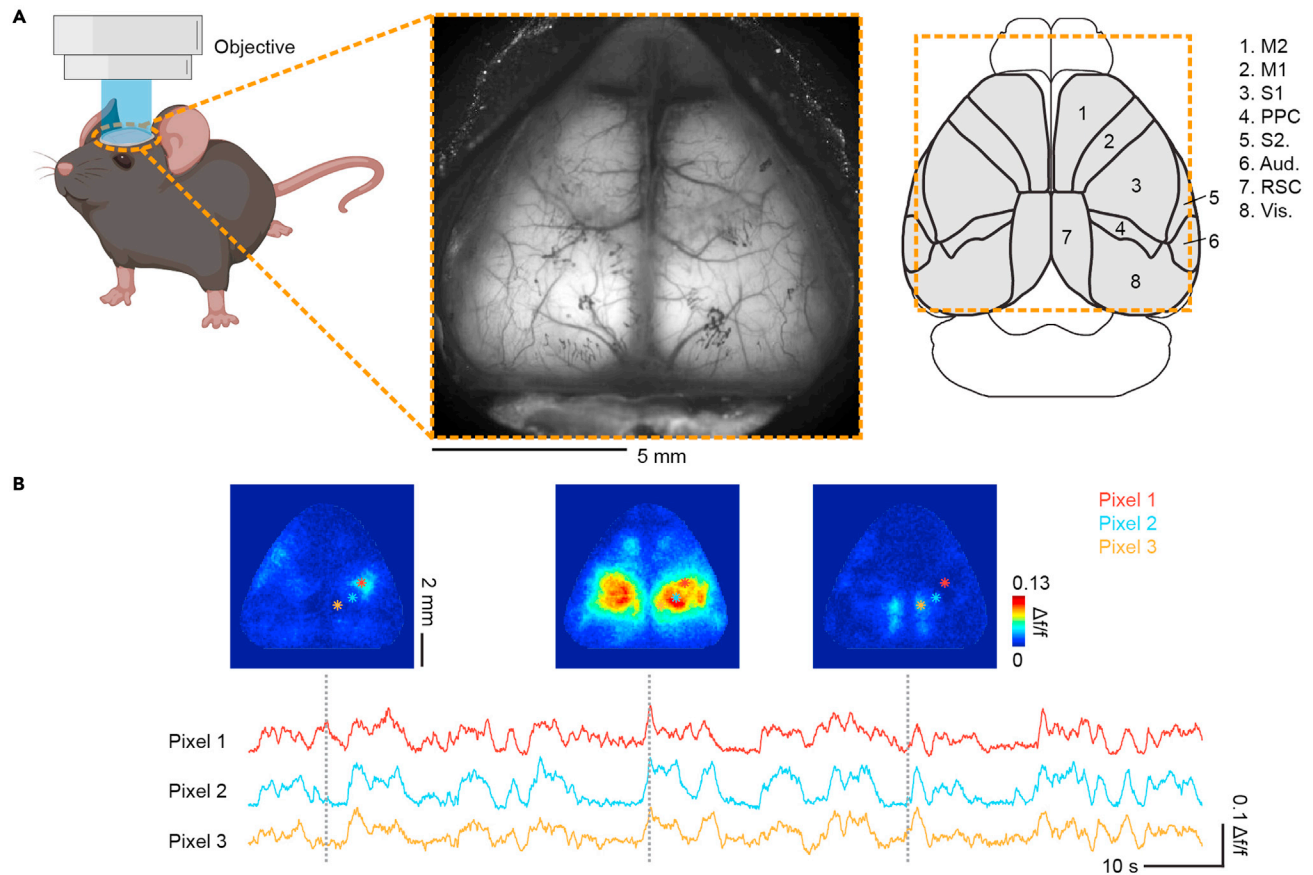 A
Objective
5 mm
1
2
3
4
5
6
7
8
1. M2
2. M1
3. S1
4. PPC
5. S2.
6. Aud.
7. RSC
8. Vis.
B
2 mm
Pixel 1
Pixel 2
Pixel 3
0.13
Δf/f
0
Pixel 1
Pixel 2
Pixel 3
0.1 Δf/f
10 s